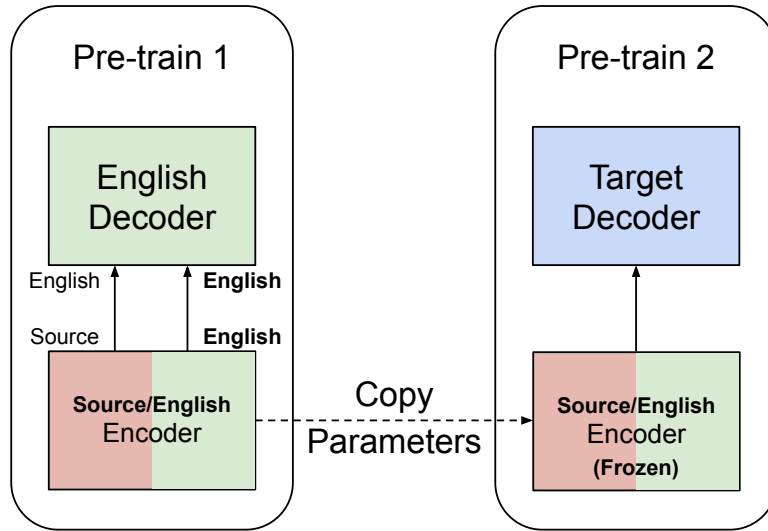 Pre-train 1
English
Decoder
English
English
Source
English
Source/English
Encoder
Copy
Parameters
Pre-train 2
Target
Decoder
Source/English
Encoder
(Frozen)